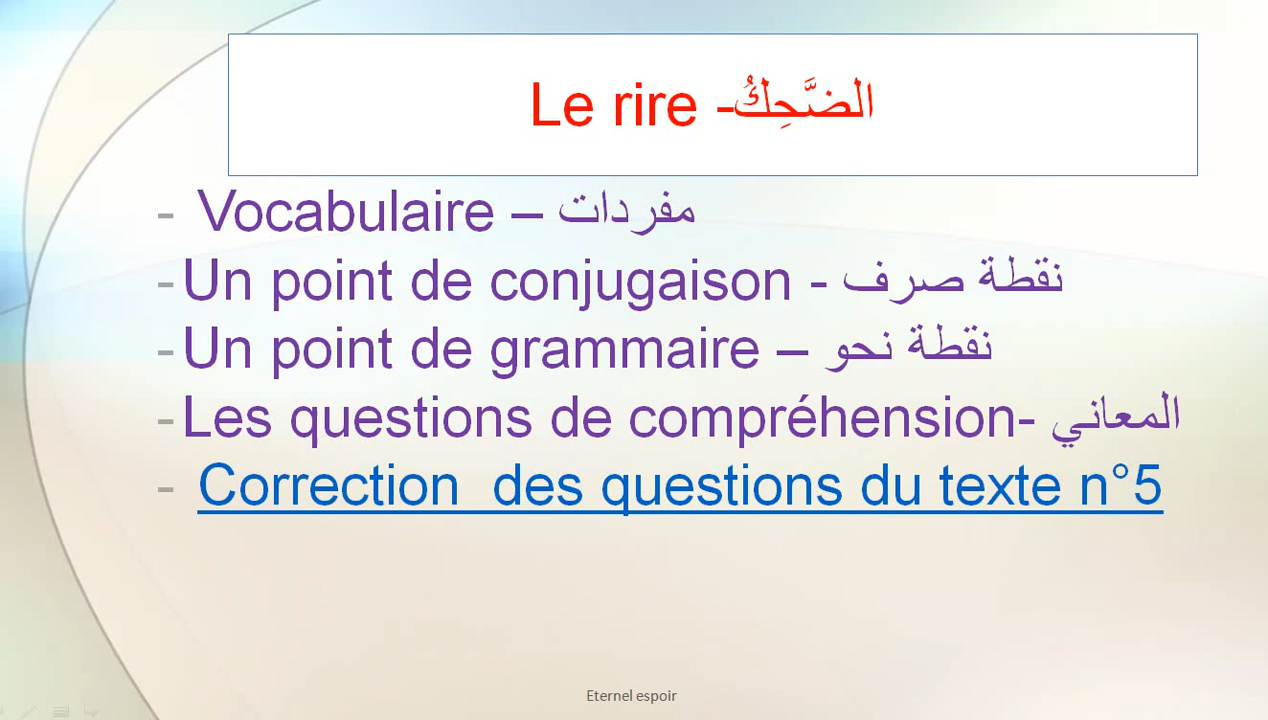 Le rire -الضَّحِكُ
- Vocabulaire – مفردات
- Un point de conjugaison - نقطة صرف
- Un point de grammaire – نقطة نحو
- Les questions de compréhension- المعاني
- Correction des questions du texte n°5
Eternel espoir